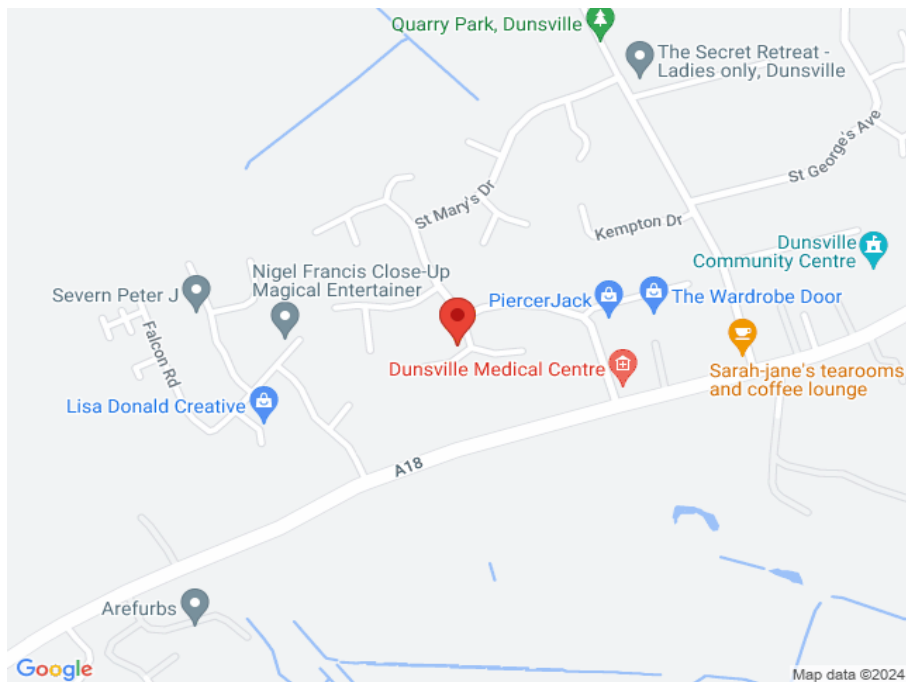 Quarry Park, Dunsville
The Secret Retreat -
Ladies only, Dunsville
St George's Ave
St Mary's Dr
Kempton Dr
Dunsville
Community Centre
Nigel Francis Close-Up
Magical Entertainer
Severn Peter J
PiercerJack
The Wardrobe Door
Falcon Rd
Dunsville Medical Centre
Sarah-jane's tearooms
and coffee lounge
Lisa Donald Creative
A18
Arefurbs
Google
Map data ©2024